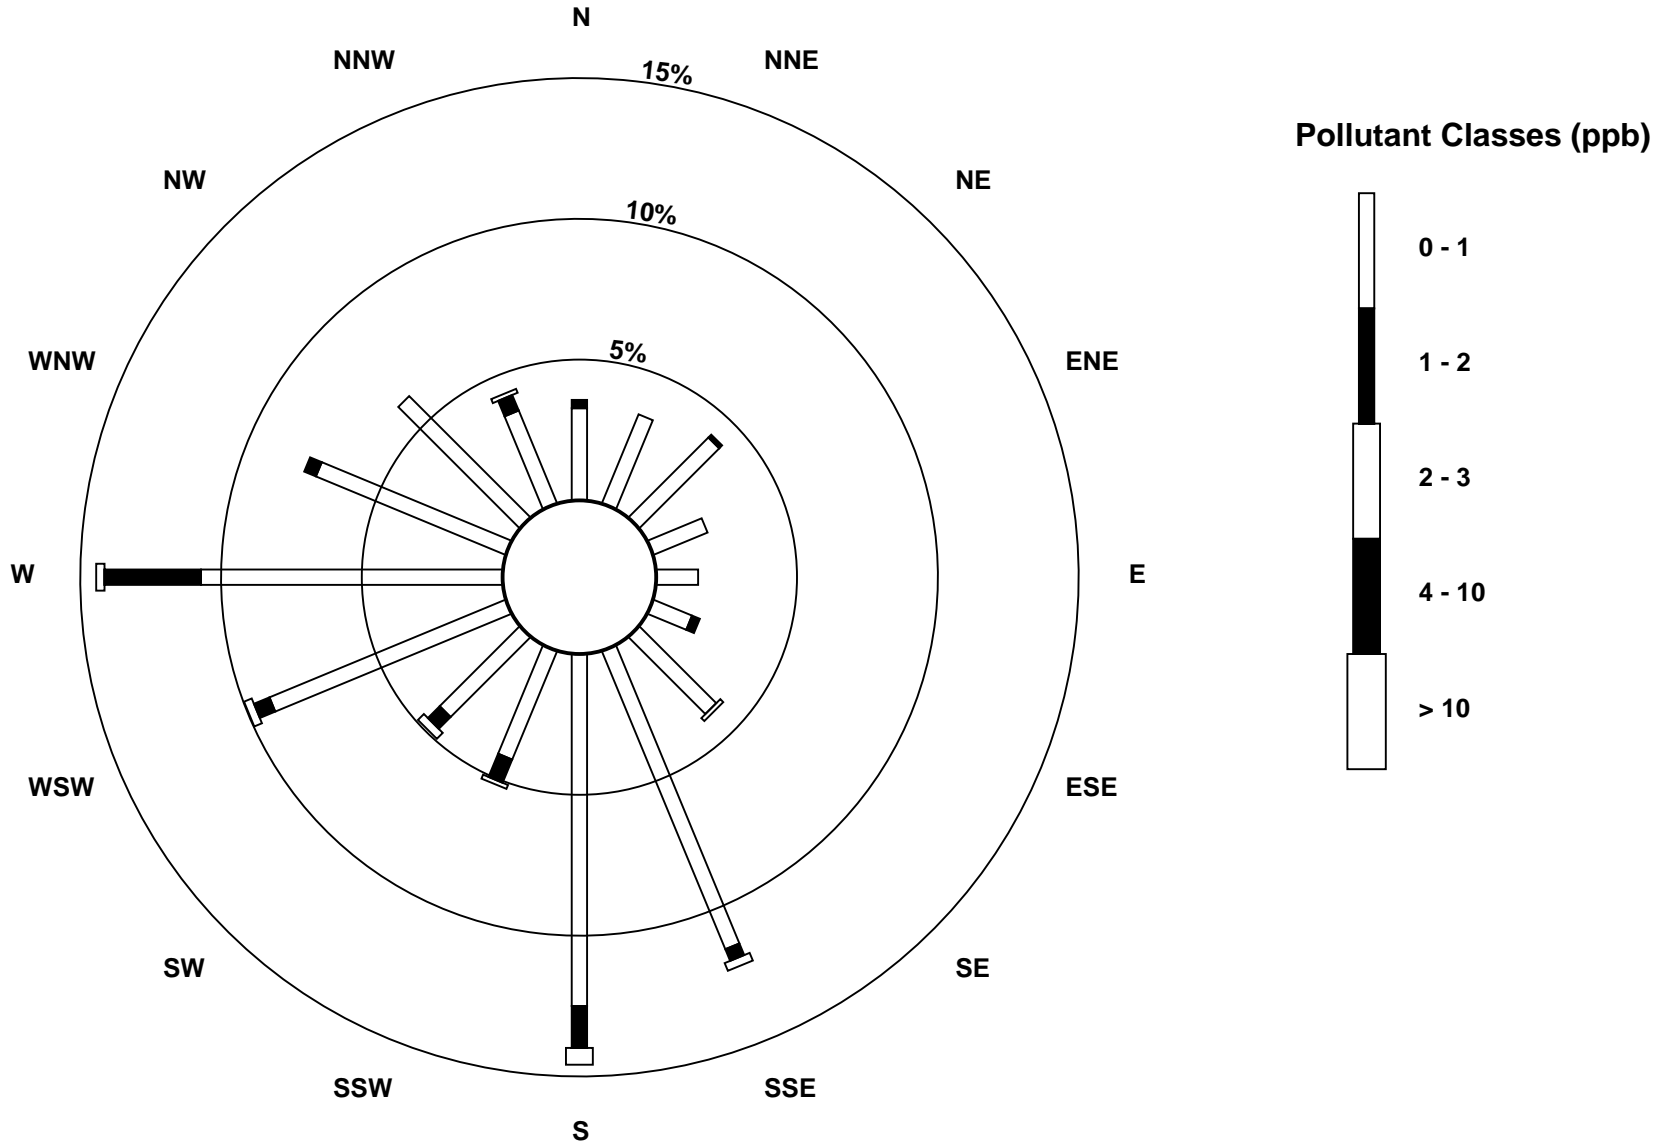 N
NNW
NNE
15%
Pollutant Classes (ppb)
NW
NE
10%
0 - 1
WNW
5%
ENE
1 - 2
2 - 3
W
E
4 - 10
> 10
WSW
ESE
SW
SE
SSW
SSE
S